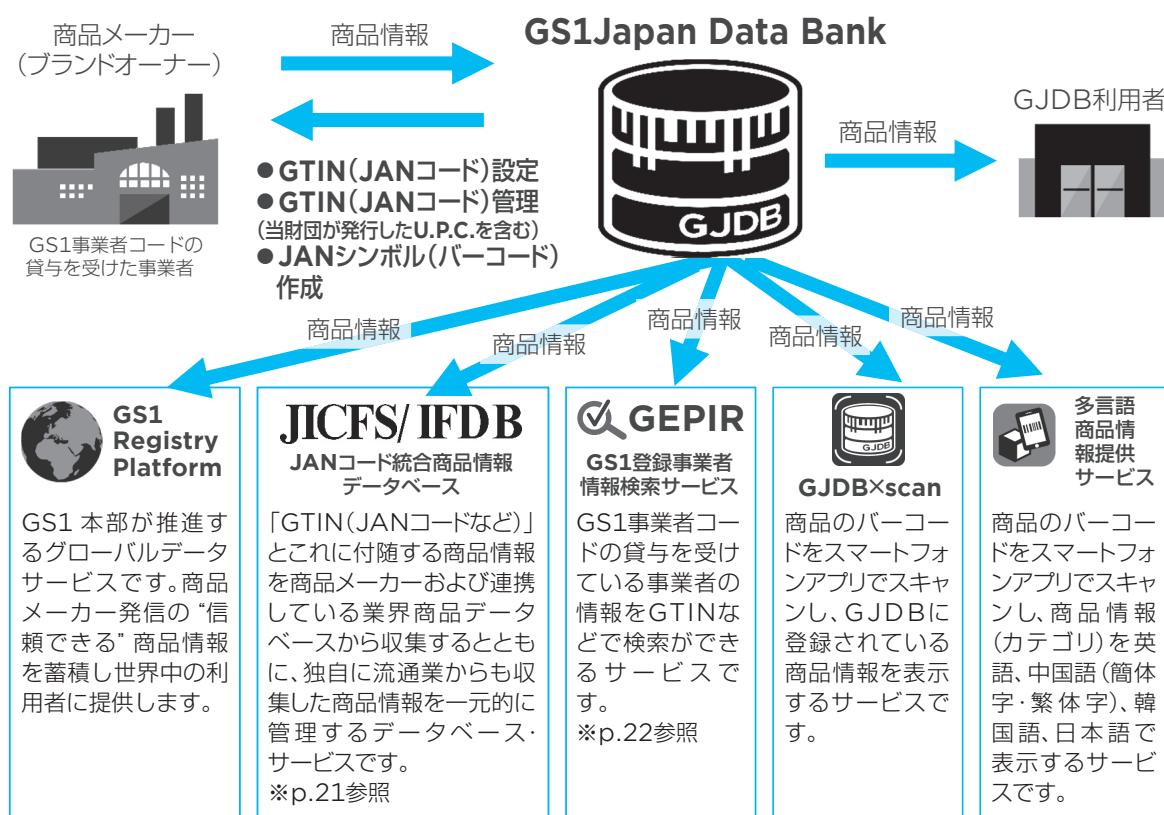 商品メーカー
（ブランドオーナー）
商品情報
GS1Japan Data Bank
GJDB利用者
商品情報
GJDB
GS1事業者コードの
貸与を受けた事業者
●GTIN（JANコード）設定
●GTIN（JANコード）管理
（当財団が発行したU.P.C.を含む）
●JANシンボル（バーコード）
作成
商品情報
商品情報
商品情報
商品情報
商品情報
GS1
Registry
Platform
GS1 本部が推進す
るグローバルデータ
サービスです。商品
メーカー発信の “信
頼できる” 商品情報
を蓄積し世界中の利
用者に提供します。
JICFS/IFDB
JANコード統合商品情報
データベース
「GTIN（JANコードなど）」
とこれに付随する商品情報
を商品メーカーおよび連携
している業界商品データ
ベースから収集するととも
に、独自に流通業からも収
集した商品情報を一元的に
管理するデータベース・
サービスです。
※p.21参照
GEPIR
GS1登録事業者
情報検索サービス
GS1事業者コー
ドの貸与を受け
ている事業者の
情報をGTINな
どで検索ができ
るサービスで
す。
※p.22参照
GJDB
GJDB×scan
商品のバーコー
ドをスマートフォ
ンアプリでスキャ
ンし、GJDBに
登録されている
商品情報を表示
するサービスで
す。
多言語
商品情
報提供
サービス
商品のバーコー
ドをスマートフォ
ンアプリでスキャ
ンし、商品情報
（カテゴリ）を英
語、中国語（簡体
字・繁体字）、韓
国語、日本語で
表示するサービ
スです。